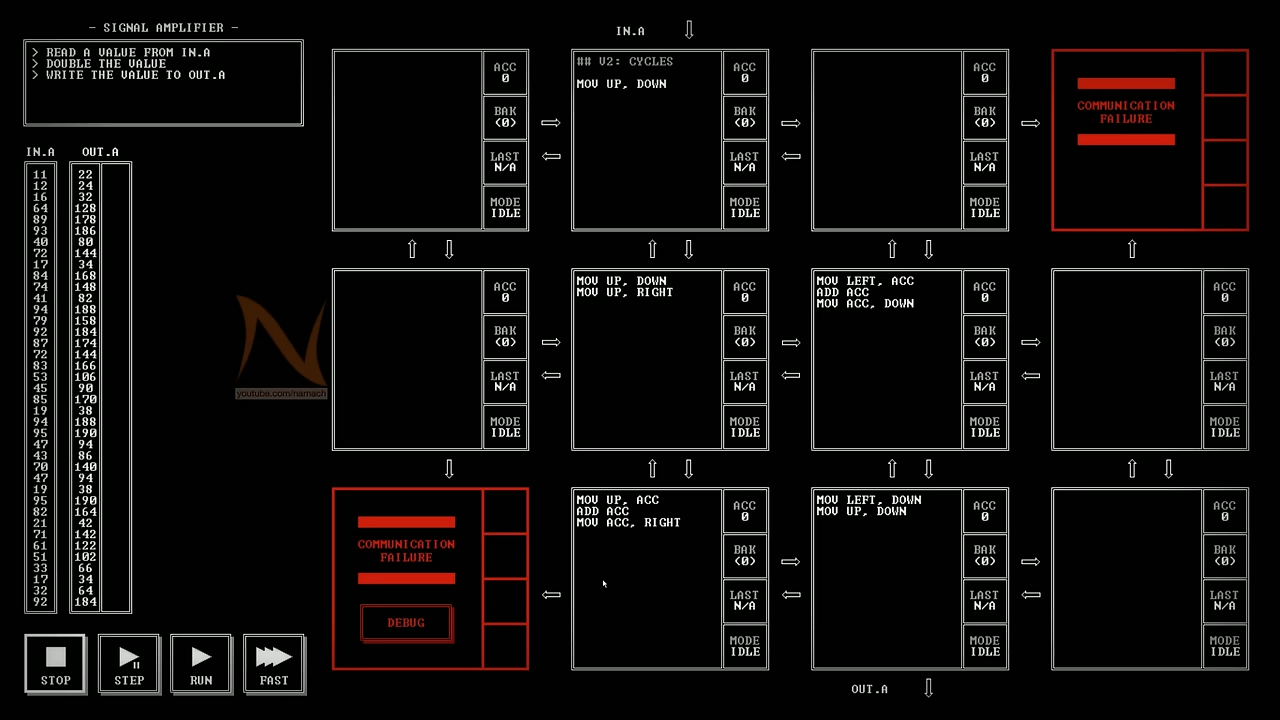 - SIGNAL AMPLIFIER -
> READ A VALUE FROM IN.A
> DOUBLE THE VALUE
> WRITE THE VALUE TO OUT.A
IN.A OUT.A
11 22
12 24
16 32
64 128
89 178
93 186
40 80
72 144
17 34
84 168
74 148
41 82
94 188
79 158
92 184
87 174
72 144
83 166
53 106
45 90
85 170
19 38
94 188
95 190
47 94
43 86
70 140
47 94
19 38
95 190
82 164
21 42
71 142
61 122
51 102
33 66
17 34
32 64
92 184
STOP
STEP
RUN
FAST
youtube.com/namach
IN.A
ACC
0
BAK
(0)
LAST
N/A
MODE
IDLE
## V2: CYCLES
MOV UP, DOWN
ACC
0
BAK
(0)
LAST
N/A
MODE
IDLE
ACC
0
BAK
(0)
LAST
N/A
MODE
IDLE
COMMUNICATION
FAILURE
ACC
0
BAK
(0)
LAST
N/A
MODE
IDLE
MOV UP, DOWN
MOV UP, RIGHT
ACC
0
BAK
(0)
LAST
N/A
MODE
IDLE
MOV LEFT, ACC
ADD ACC
MOV ACC, DOWN
ACC
0
BAK
(0)
LAST
N/A
MODE
IDLE
ACC
0
BAK
(0)
LAST
N/A
MODE
IDLE
COMMUNICATION
FAILURE
DEBUG
MOV UP, ACC
ADD ACC
MOV ACC, RIGHT
ACC
0
BAK
(0)
LAST
N/A
MODE
IDLE
MOV LEFT, DOWN
MOV UP, DOWN
ACC
0
BAK
(0)
LAST
N/A
MODE
IDLE
ACC
0
BAK
(0)
LAST
N/A
MODE
IDLE
OUT.A